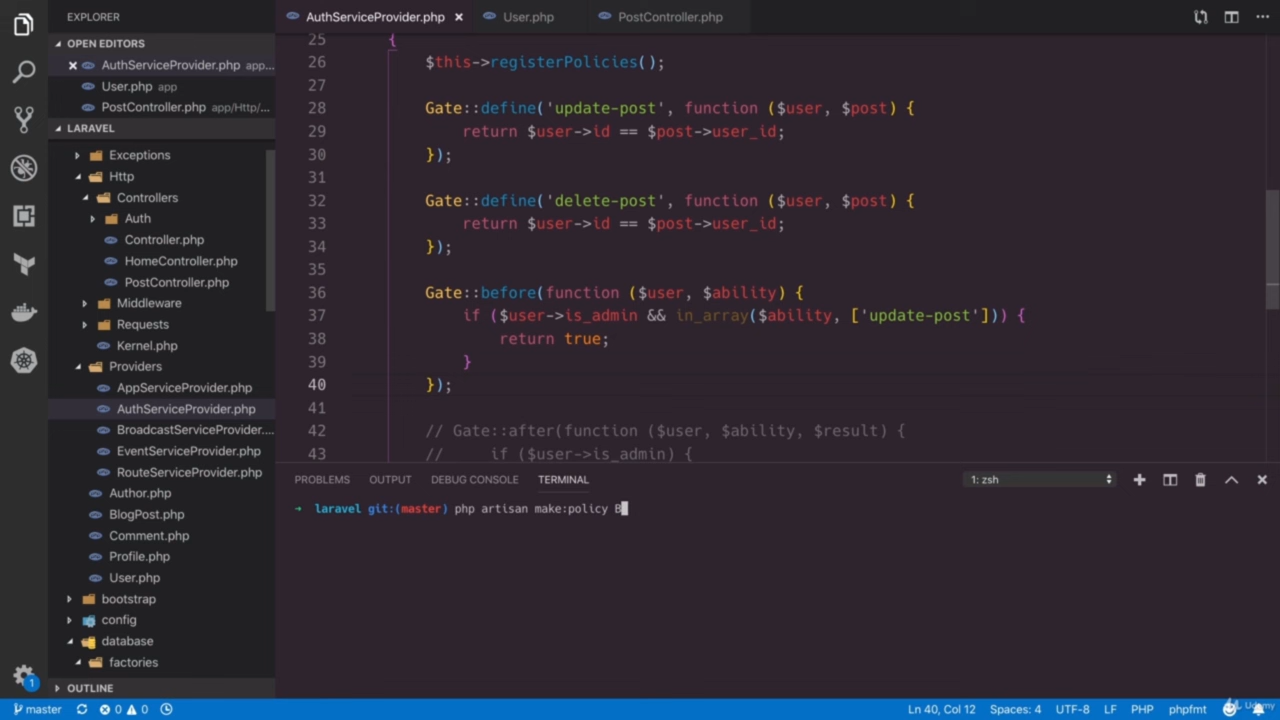 EXPLORER
OPEN EDITORS
AuthServiceProvider.php app...
User.php app
PostController.php app/Http/...
LARAVEL
Exceptions
Http
Controllers
Auth
Controller.php
HomeController.php
PostController.php
Middleware
Requests
Kernel.php
Providers
AppServiceProvider.php
AuthServiceProvider.php
BroadcastServiceProvider....
EventServiceProvider.php
RouteServiceProvider.php
Author.php
BlogPost.php
Comment.php
Profile.php
User.php
bootstrap
config
database
factories
OUTLINE
AuthServiceProvider.php
User.php
PostController.php
25 {
26 $this->registerPolicies();
27
28 Gate::define('update-post', function ($user, $post) {
29 return $user->id == $post->user_id;
30 });
31
32 Gate::define('delete-post', function ($user, $post) {
33 return $user->id == $post->user_id;
34 });
35
36 Gate::before(function ($user, $ability) {
37 if ($user->is_admin && in_array($ability, ['update-post'])) {
38 return true;
39 }
40 });
41
42 // Gate::after(function ($user, $ability, $result) {
43 // if ($user->is_admin) {
PROBLEMS OUTPUT DEBUG CONSOLE TERMINAL 1: zsh
→ laravel git:(master) php artisan make:policy B
1
master 0 0 Ln 40, Col 12 Spaces: 4 UTF-8 LF PHP phpfmt
Udemy